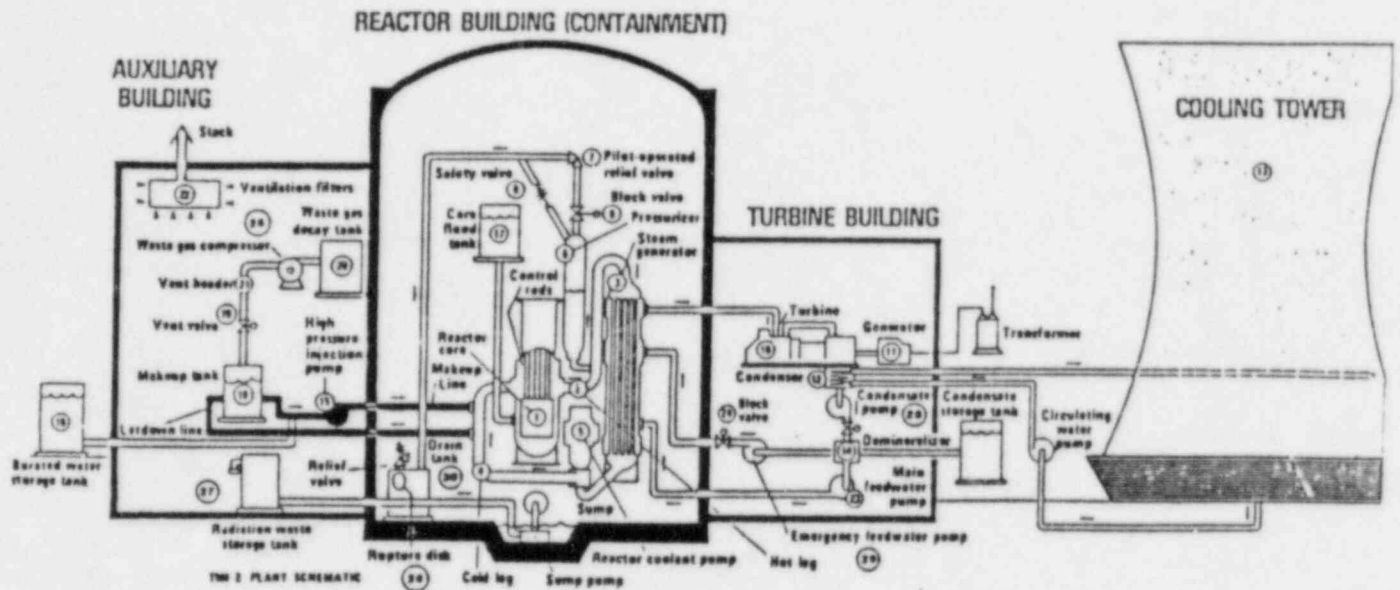 REACTOR BUILDING (CONTAINMENT)
AUXILIARY
BUILDING
COOLING TOWER
TURBINE BUILDING
Stack
Ventilation filters
Waste gas
decay tank
Waste gas compressor
Vent header
Vent valve
Makeup tank
High
pressure
injection
pump
Letdown line
Borated water
storage tank
Radiation waste
storage tank
Safety valve
Core
flood
tank
Pilot-operated
relief valve
Block valve
Pressurizer
Steam
generator
Control
rods
Reactor
core
Makeup
Line
Relief
valve
Drain
tank
Rupture disk
Cold leg
Sump pump
Sump
Reactor coolant pump
Hot leg
Turbine
Generator
Transformer
Condenser
Condensate
pump
Condensate
storage tank
Circulating
water
pump
Block
valve
Demineralizer
Main
feedwater
pump
Emergency feedwater pump
PLANT SCHEMATIC